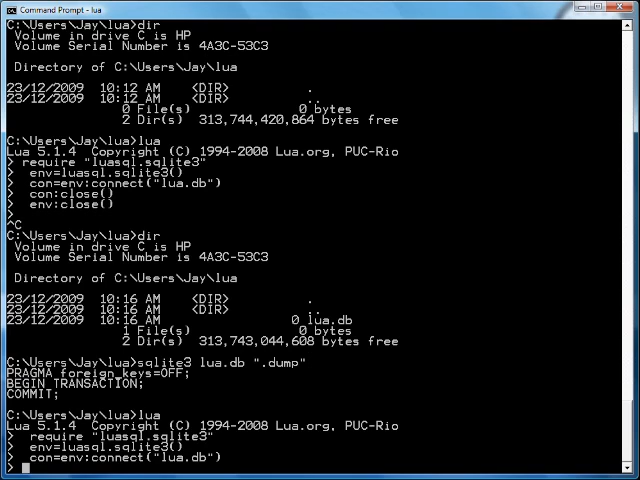 Command Prompt - lua
C:\Users\Jay\lua>dir
Volume in drive C is HP
Volume Serial Number is 4A3C-53C3
Directory of C:\Users\Jay\lua
23/12/2009  10:12 AM    <DIR>          .
23/12/2009  10:12 AM    <DIR>          ..
0 File(s)              0 bytes
2 Dir(s)  313,744,420,864 bytes free
C:\Users\Jay\lua>lua
Lua 5.1.4  Copyright (C) 1994-2008 Lua.org, PUC-Rio
> require "luasql.sqlite3"
>  env=luasql.sqlite3()
>  con=env:connect("lua.db")
>  con:close()
>  env:close()
>
^C
C:\Users\Jay\lua>dir
Volume in drive C is HP
Volume Serial Number is 4A3C-53C3
Directory of C:\Users\Jay\lua
23/12/2009  10:16 AM    <DIR>          .
23/12/2009  10:16 AM    <DIR>          ..
23/12/2009  10:16 AM                 0 lua.db
1 File(s)              0 bytes
2 Dir(s)  313,743,044,608 bytes free
C:\Users\Jay\lua>sqlite3 lua.db ".dump"
PRAGMA foreign_keys=OFF;
BEGIN TRANSACTION;
COMMIT;
C:\Users\Jay\lua>lua
Lua 5.1.4  Copyright (C) 1994-2008 Lua.org, PUC-Rio
>  require "luasql.sqlite3"
>  env=luasql.sqlite3()
>  con=env:connect("lua.db")
>